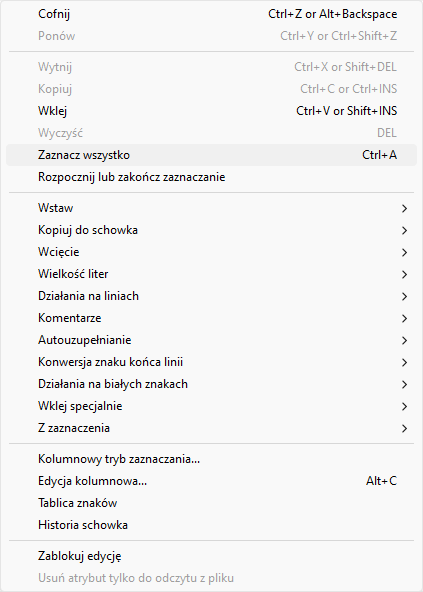 Cofnij Ctrl+Z or Alt+Backspace
Ponów Ctrl+Y or Ctrl+Shift+Z
Wytnij Ctrl+X or Shift+DEL
Kopiuj Ctrl+C or Ctrl+INS
Wklej Ctrl+V or Shift+INS
Wyczyść DEL
Zaznacz wszystko Ctrl+A
Rozpocznij lub zakończ zaznaczanie
Wstaw
Kopiuj do schowka
Wcięcie
Wielkość liter
Działania na liniach
Komentarze
Autouzupełnianie
Konwersja znaku końca linii
Działania na białych znakach
Wklej specjalnie
Z zaznaczenia
Kolumnowy tryb zaznaczania...
Edycja kolumnowa... Alt+C
Tablica znaków
Historia schowka
Zablokuj edycję
Usuń atrybut tylko do odczytu z pliku